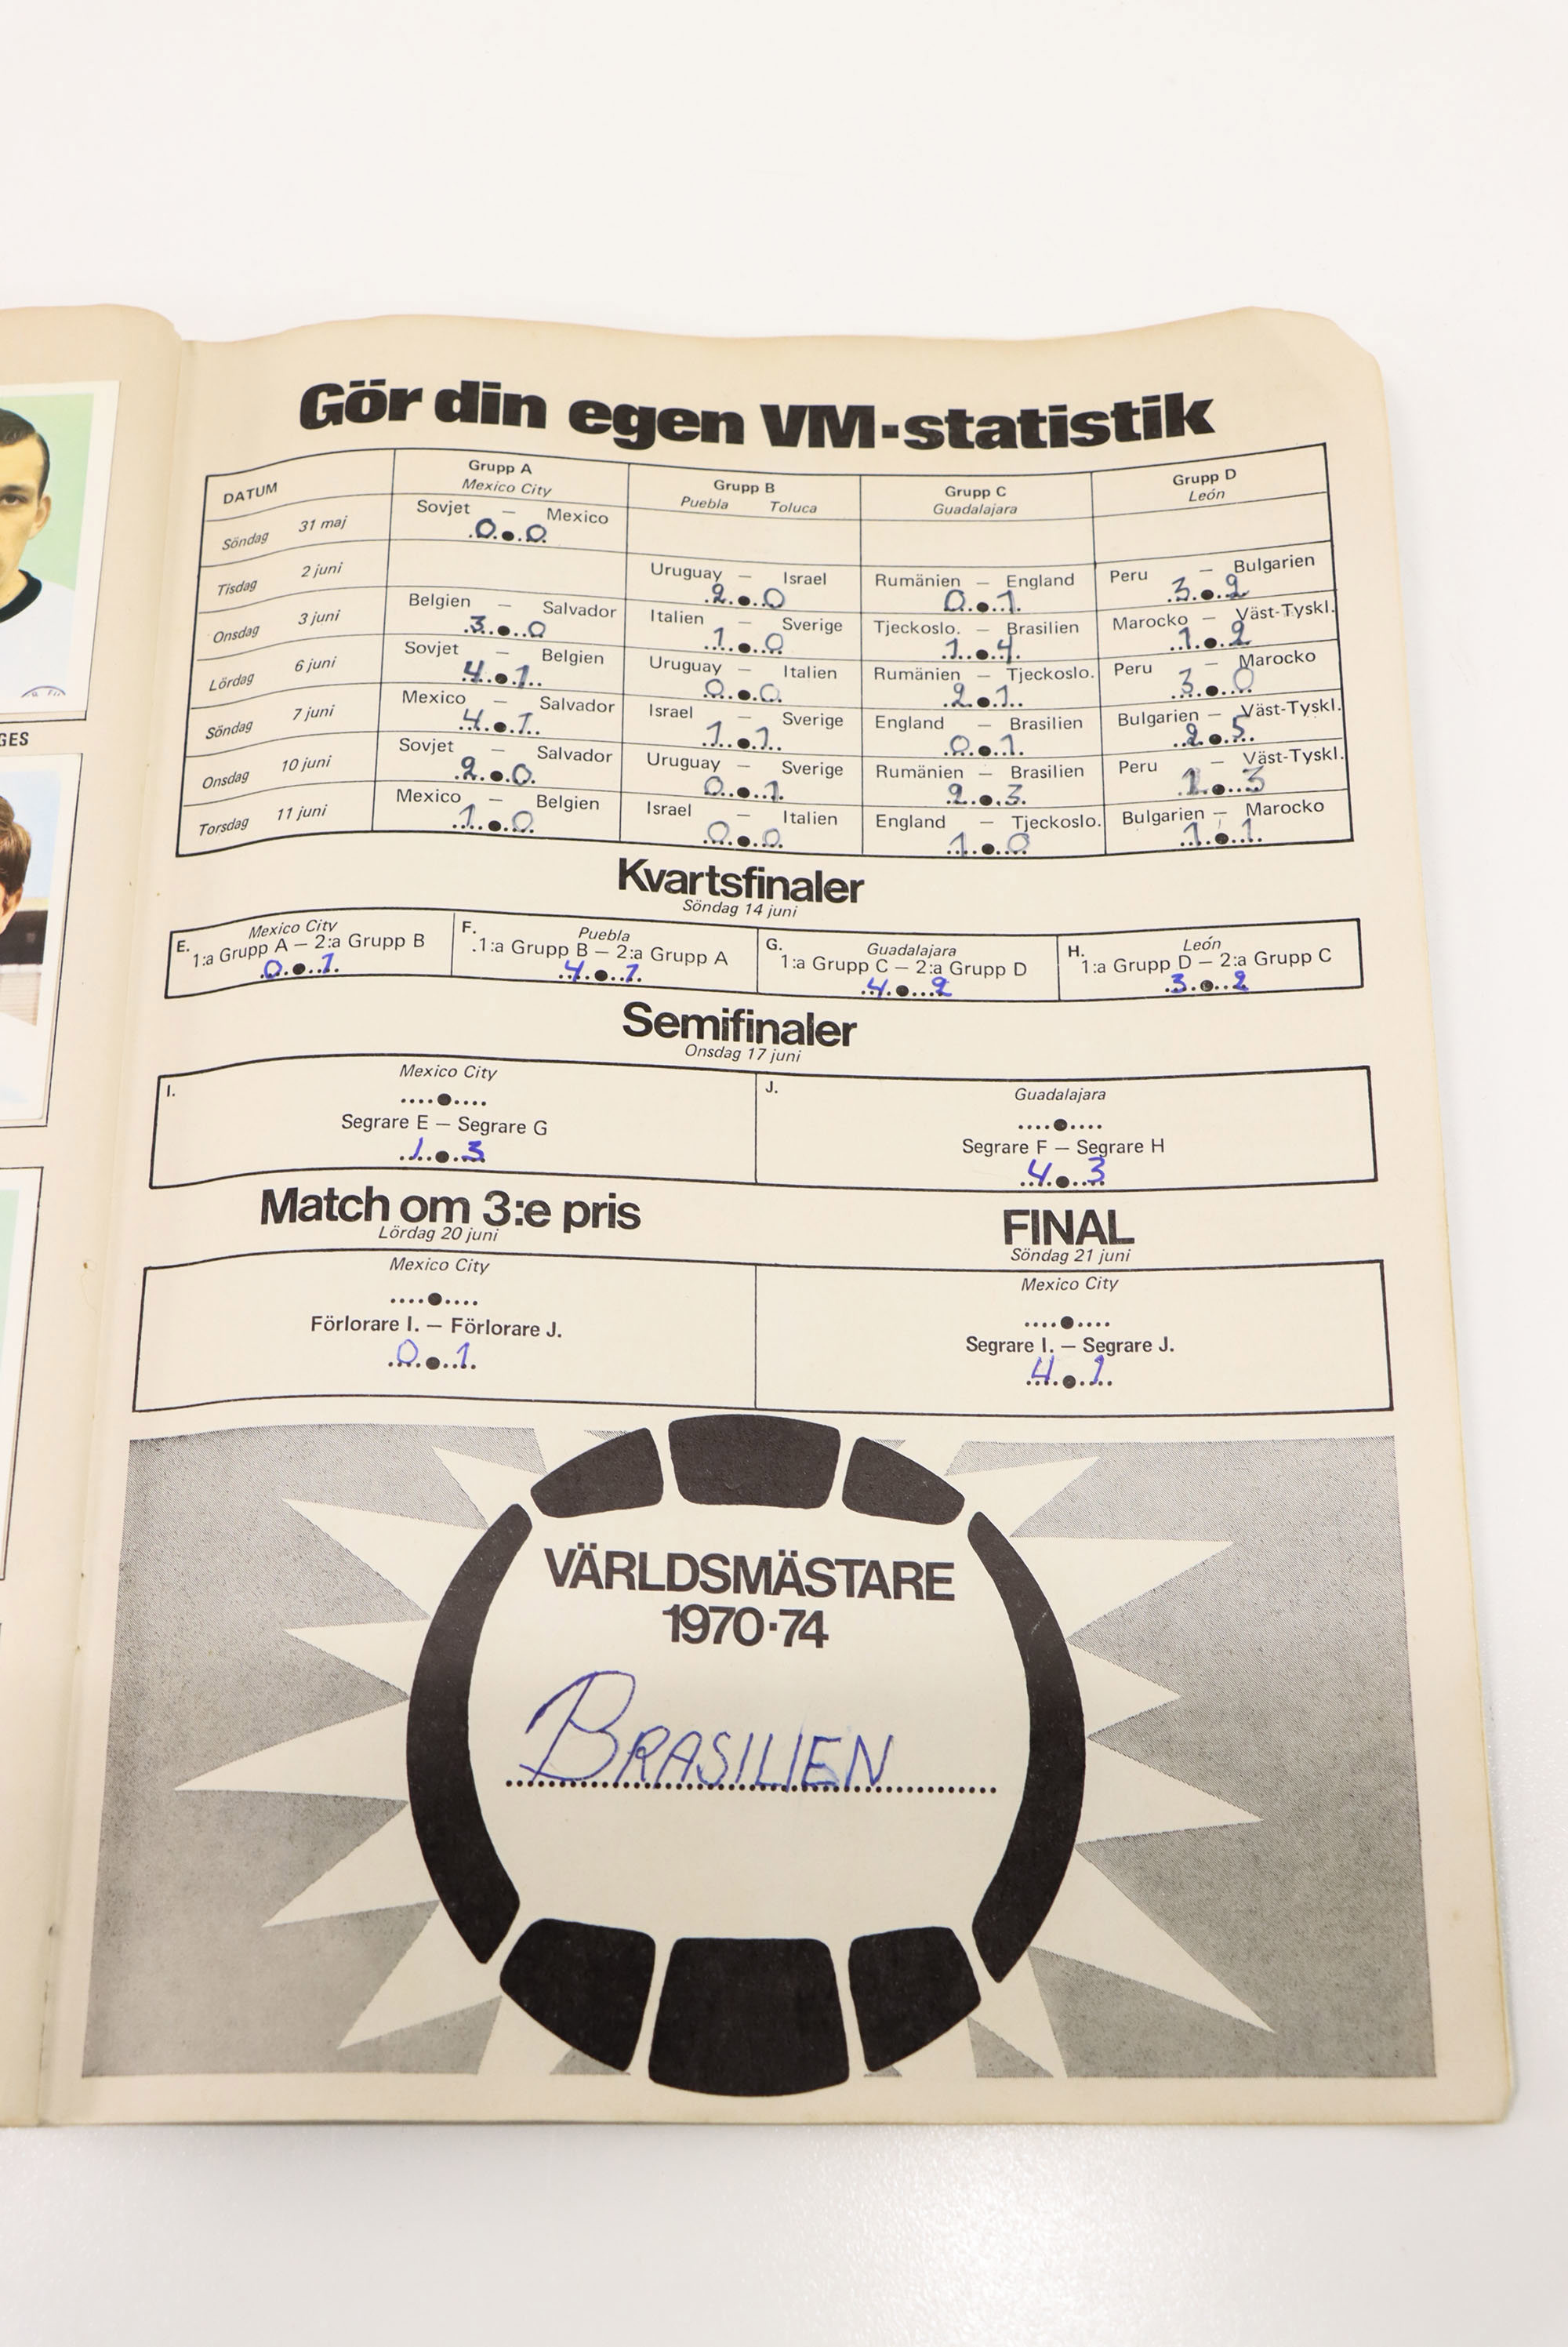 GES
Gör din egen VM-statistik
DATUM
Grupp A
Mexico City
Grupp B
Puebla Toluca
Grupp C
Guadalajara
Grupp D
León
Söndag 31 maj
Sovjet — Mexico
0.0
Tisdag 2 juni
Uruguay — Israel
2.0
Rumänien — England
0.1
Peru — Bulgarien
3.2
Onsdag 3 juni
Belgien — Salvador
3.0
Italien — Sverige
1.0
Tjeckoslo. — Brasilien
1.4
Marocko — Väst-Tyskl.
1.2
Lördag 6 juni
Sovjet — Belgien
4.1
Uruguay — Italien
0.0
Rumänien — Tjeckoslo.
2.1
Peru — Marocko
3.0
Söndag 7 juni
Mexico — Salvador
4.1
Israel — Sverige
1.1
England — Brasilien
0.1
Bulgarien — Väst-Tyskl.
2.5
Onsdag 10 juni
Sovjet — Salvador
2.0
Uruguay — Sverige
0.1
Rumänien — Brasilien
2.3
Peru — Väst-Tyskl.
1.3
Torsdag 11 juni
Mexico — Belgien
1.0
Israel — Italien
0.0
England — Tjeckoslo.
1.0
Bulgarien — Marocko
1.1
Kvartsfinaler
Söndag 14 juni
E. Mexico City
1:a Grupp A — 2:a Grupp B
0.1
F. Puebla
1:a Grupp B — 2:a Grupp A
4.1
G. Guadalajara
1:a Grupp C — 2:a Grupp D
4.2
H. León
1:a Grupp D — 2:a Grupp C
3.2
Semifinaler
Onsdag 17 juni
I. Mexico City
Segrare E — Segrare G
1.3
J. Guadalajara
Segrare F — Segrare H
4.3
Match om 3:e pris
Lördag 20 juni
Mexico City
Förlorare I. — Förlorare J.
0.1
FINAL
Söndag 21 juni
Mexico City
Segrare I. — Segrare J.
4.1
VÄRLDSMÄSTARE
1970·74
BRASILIEN